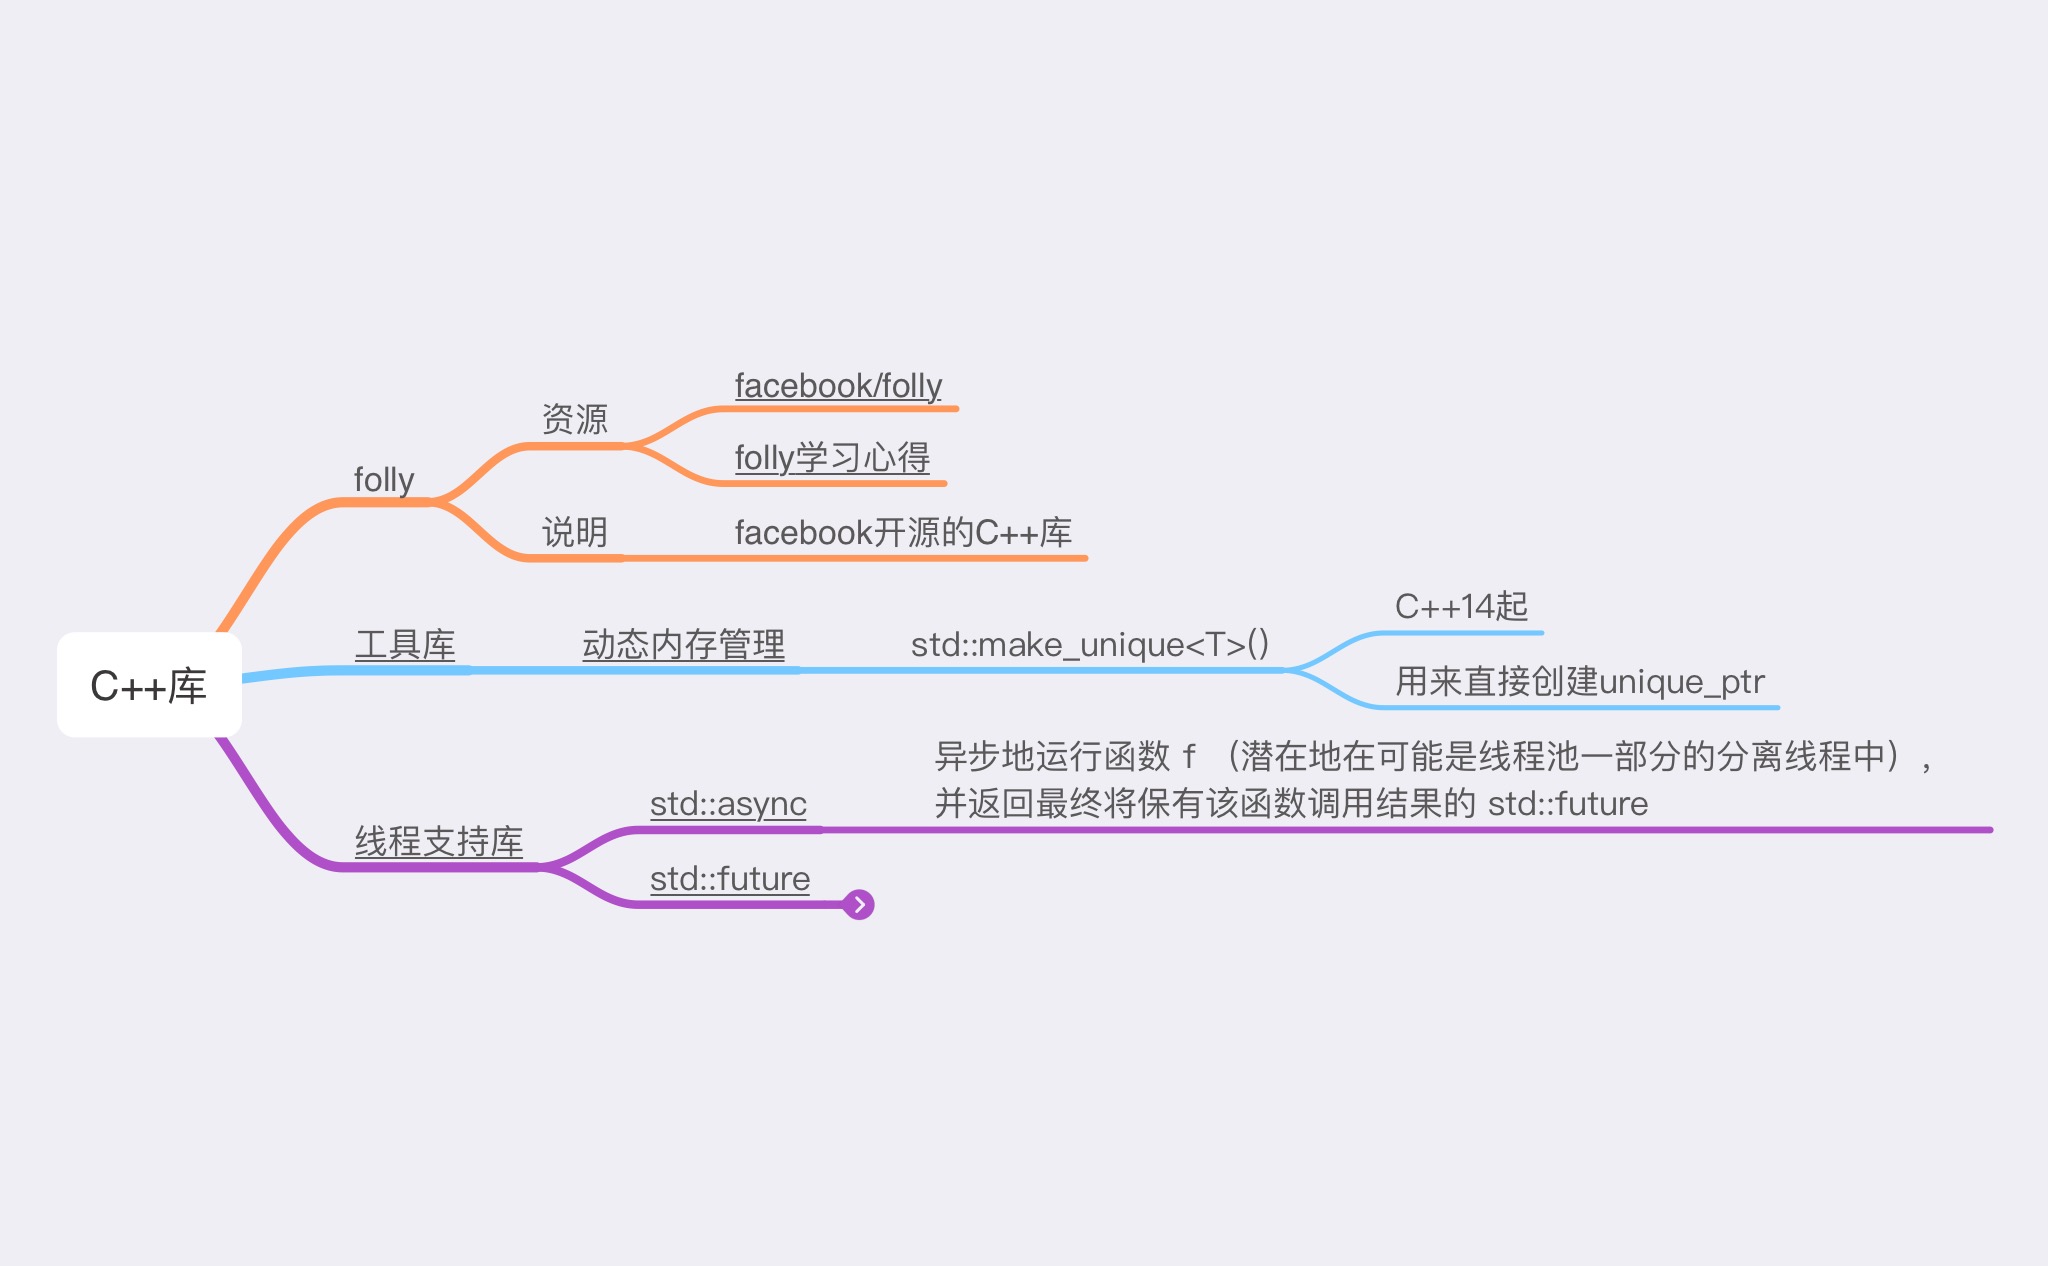 C++库
folly
资源
facebook/folly
folly学习心得
说明
facebook开源的C++库
工具库
动态内存管理
std::make_unique<T>()
C++14起
用来直接创建unique_ptr
线程支持库
std::async
异步地运行函数 f （潜在地在可能是线程池一部分的分离线程中），
并返回最终将保有该函数调用结果的 std::future
std::future